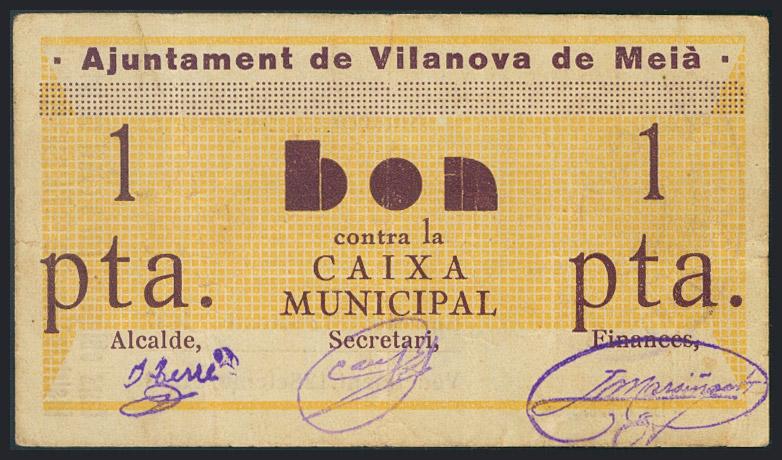 · Ajuntament de Vilanova de Meià ·
1 pta.
bon
contra la
CAIXA
MUNICIPAL
1 pta.
Alcalde, Secretari, Finances,